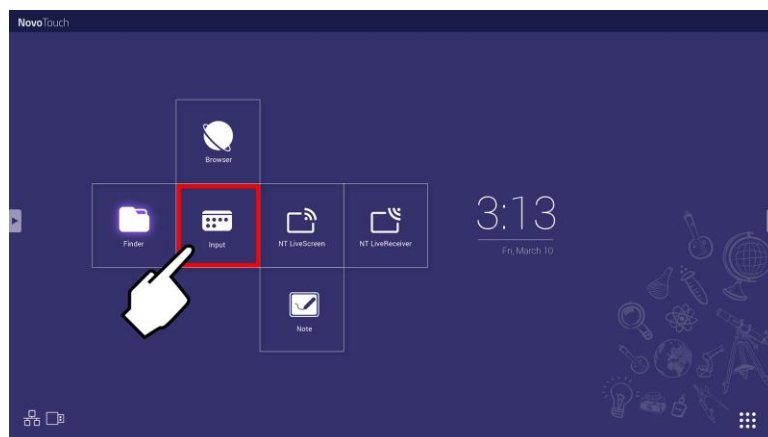 NovoTouch
Browser
Finder
Input
NT LiveScreen
NT LiveReceiver
3:13
Fri, March 10
Note